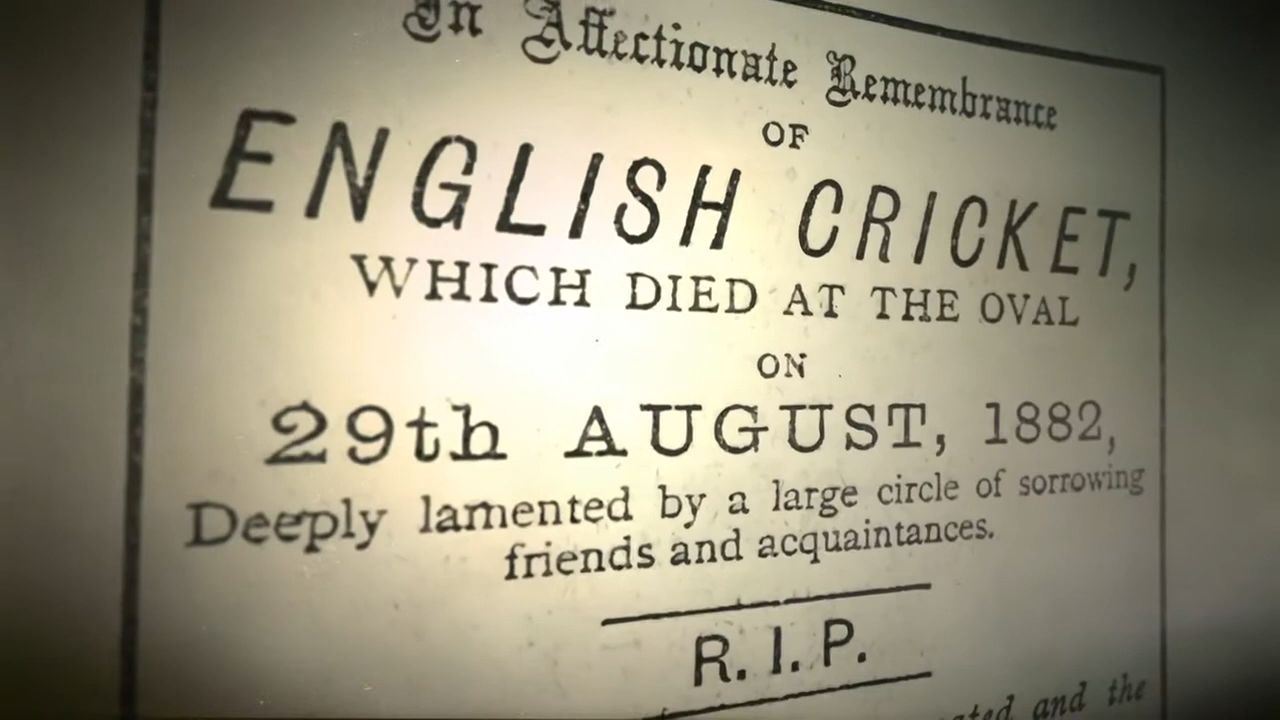 In Affectionate Remembrance
OF
ENGLISH CRICKET,
WHICH DIED AT THE OVAL
ON
29th AUGUST, 1882,
Deeply lamented by a large circle of sorrowing
friends and acquaintances.
R. I. P.
and the